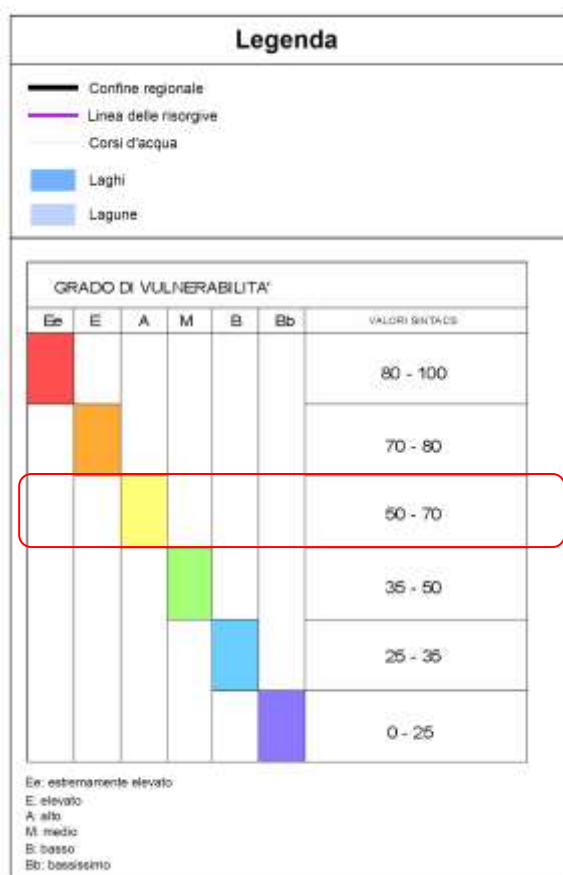 Legenda
Confine regionale
Linea delle risorgive
Corsi d'acqua
Laghi
Lagune
GRADO DI VULNERABILITA'
Ee E A M B Bb VALORI SINTACS
80 - 100
70 - 80
50 - 70
35 - 50
25 - 35
0 - 25
Ee: estremamente elevato
E: elevato
A: alto
M: medio
B: basso
Bb: bassissimo